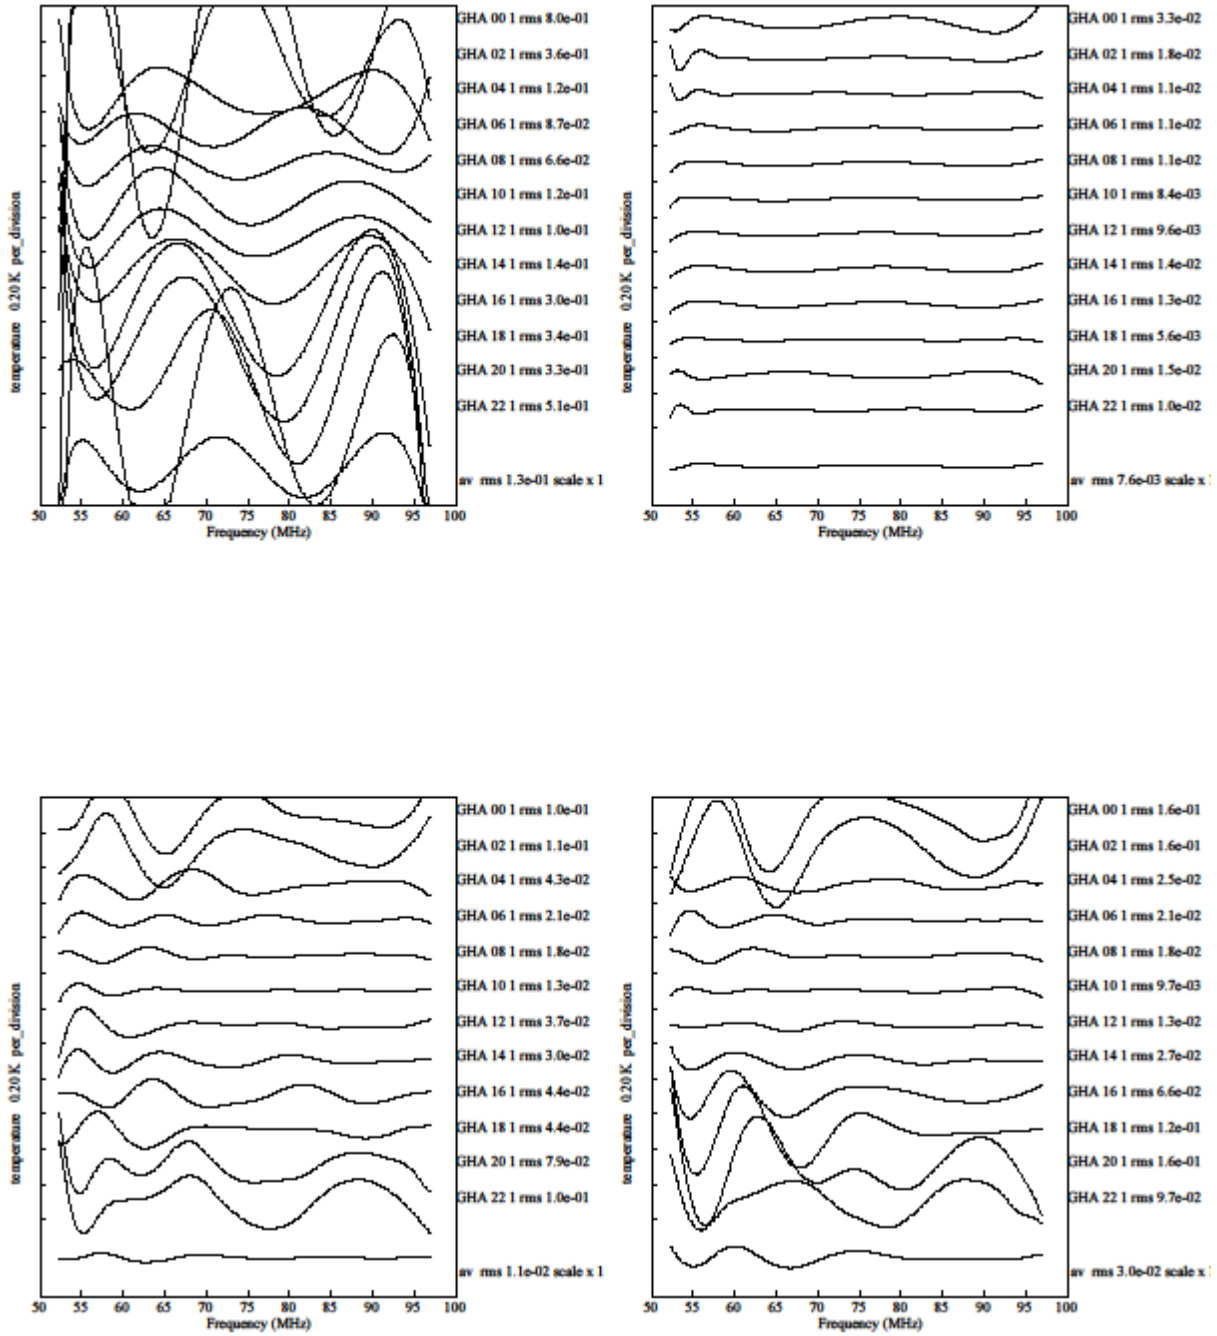 GHA 00 1 rms 8.0e-01
GHA 02 1 rms 3.6e-01
GHA 04 1 rms 1.2e-01
GHA 06 1 rms 8.7e-02
GHA 08 1 rms 6.6e-02
GHA 10 1 rms 1.2e-01
GHA 12 1 rms 1.0e-01
GHA 14 1 rms 1.4e-01
GHA 16 1 rms 3.0e-01
GHA 18 1 rms 3.4e-01
GHA 20 1 rms 3.3e-01
GHA 22 1 rms 5.1e-01
av rms 1.3e-01 scale x 1
temperature 0.20 K per_division
50 55 60 65 70 75 80 85 90 95 100
Frequency (MHz)
GHA 00 1 rms 3.3e-02
GHA 02 1 rms 1.8e-02
GHA 04 1 rms 1.1e-02
GHA 06 1 rms 1.1e-02
GHA 08 1 rms 1.1e-02
GHA 10 1 rms 8.4e-03
GHA 12 1 rms 9.6e-03
GHA 14 1 rms 1.4e-02
GHA 16 1 rms 1.3e-02
GHA 18 1 rms 5.6e-03
GHA 20 1 rms 1.5e-02
GHA 22 1 rms 1.0e-02
av rms 7.6e-03 scale x 1
temperature 0.20 K per_division
50 55 60 65 70 75 80 85 90 95 100
Frequency (MHz)
GHA 00 1 rms 1.0e-01
GHA 02 1 rms 1.1e-01
GHA 04 1 rms 4.3e-02
GHA 06 1 rms 2.1e-02
GHA 08 1 rms 1.8e-02
GHA 10 1 rms 1.3e-02
GHA 12 1 rms 3.7e-02
GHA 14 1 rms 3.0e-02
GHA 16 1 rms 4.4e-02
GHA 18 1 rms 4.4e-02
GHA 20 1 rms 7.9e-02
GHA 22 1 rms 1.0e-01
av rms 1.1e-02 scale x 1
temperature 0.20 K per_division
50 55 60 65 70 75 80 85 90 95 100
Frequency (MHz)
GHA 00 1 rms 1.6e-01
GHA 02 1 rms 1.6e-01
GHA 04 1 rms 2.5e-02
GHA 06 1 rms 2.1e-02
GHA 08 1 rms 1.8e-02
GHA 10 1 rms 9.7e-03
GHA 12 1 rms 1.3e-02
GHA 14 1 rms 2.7e-02
GHA 16 1 rms 6.6e-02
GHA 18 1 rms 1.2e-01
GHA 20 1 rms 1.6e-01
GHA 22 1 rms 9.7e-02
av rms 3.0e-02 scale x 1
temperature 0.20 K per_division
50 55 60 65 70 75 80 85 90 95 100
Frequency (MHz)